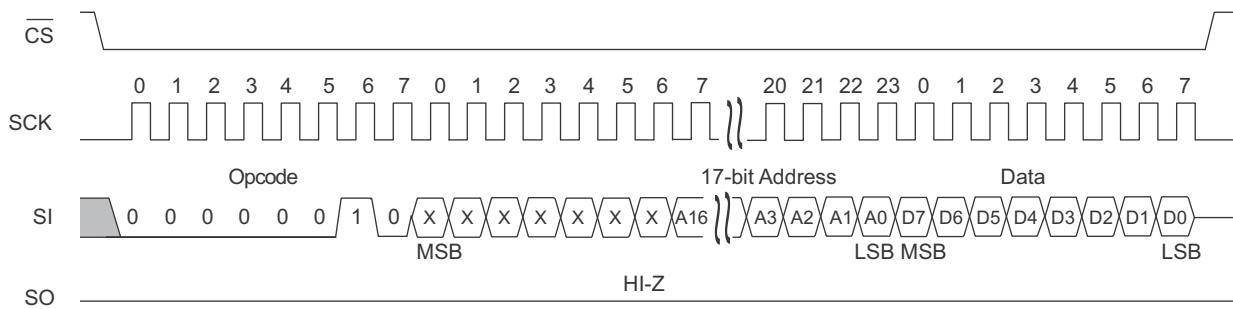 CS
0 1 2 3 4 5 6 7 0 1 2 3 4 5 6 7 20 21 22 23 0 1 2 3 4 5 6 7
SCK
Opcode 17-bit Address Data
SI 0 0 0 0 0 0 1 0 X X X X X X X A16 A3 A2 A1 A0 D7 D6 D5 D4 D3 D2 D1 D0
MSB LSB MSB LSB
HI-Z
SO